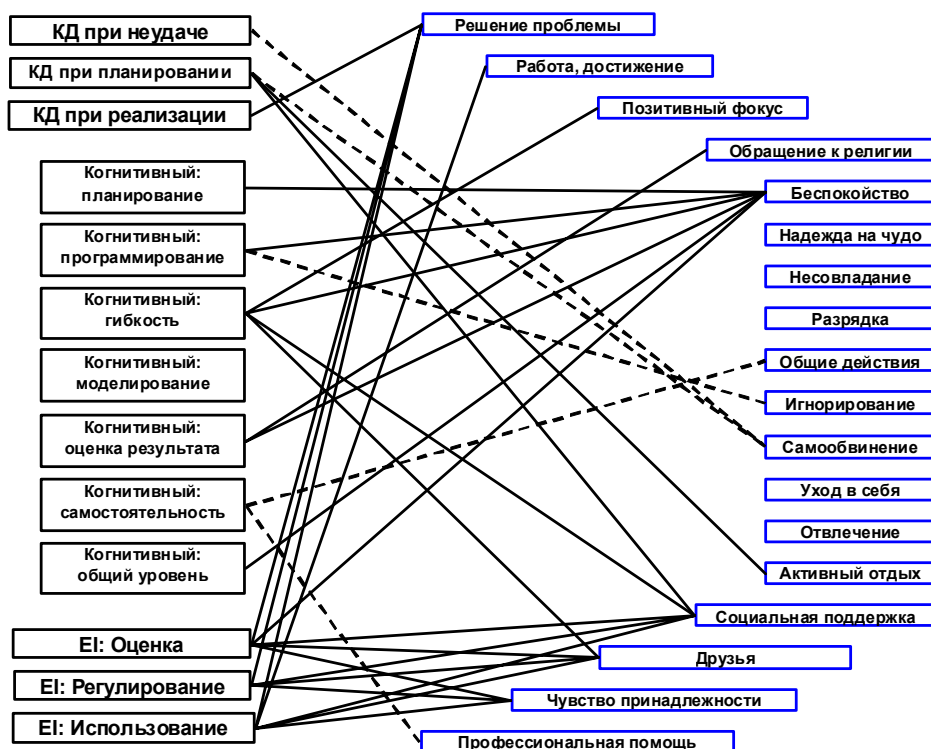 КД при неудаче
КД при планировании
КД при реализации
Когнитивный:
планирование
Когнитивный:
программирование
Когнитивный:
гибкость
Когнитивный:
моделирование
Когнитивный:
оценка результата
Когнитивный:
самостоятельность
Когнитивный:
общий уровень
EI: Оценка
EI: Регулирование
EI: Использование
Решение проблемы
Работа, достижение
Позитивный фокус
Обращение к религии
Беспокойство
Надежда на чудо
Несовладание
Разрядка
Общие действия
Игнорирование
Самообвинение
Уход в себя
Отвлечение
Активный отдых
Социальная поддержка
Друзья
Чувство принадлежности
Профессиональная помощь